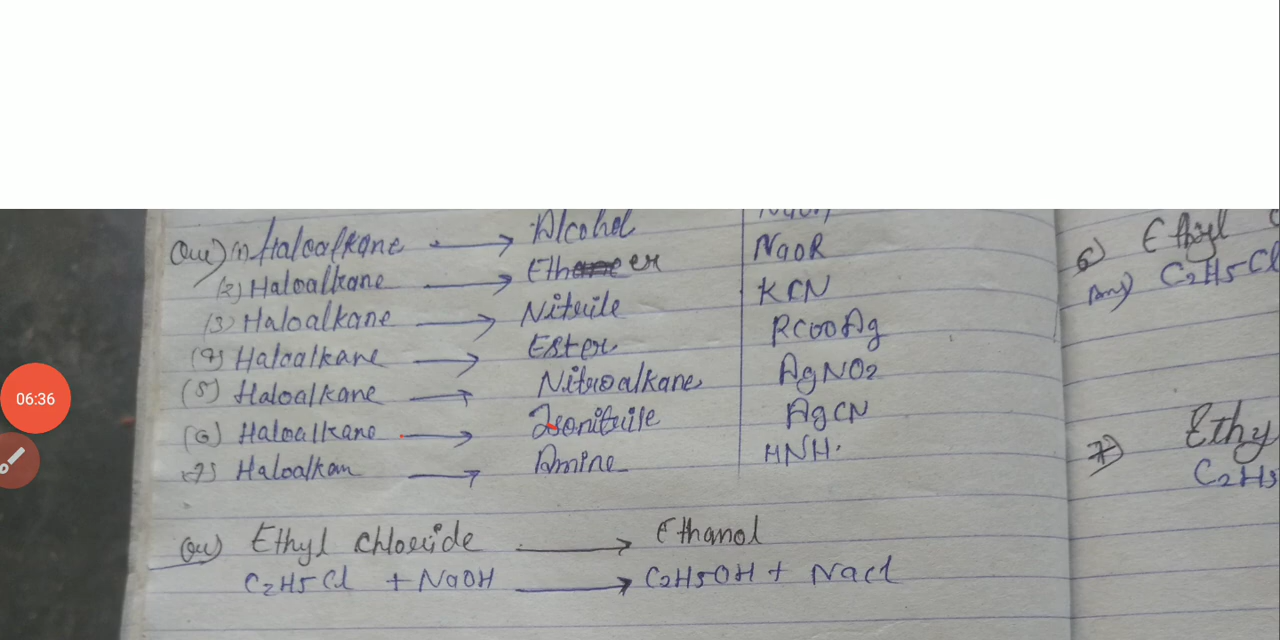 Que) (1) Haloalkane → Alcohol
(2) Haloalkane → Ether NaOR
(3) Haloalkane → Nitrile KCN
(4) Haloalkane → Ester RCOOAg
(5) Haloalkane → Nitroalkane AgNO2
(6) Haloalkane → Isonitrile AgCN
(7) Haloalkan → Amine HNH.
Que) Ethyl chloride → Ethanol
C2H5Cl + NaOH → C2H5OH + NaCl
6) Ethyl
Ans) C2H5Cl
7) Ethy
C2H5
06:36